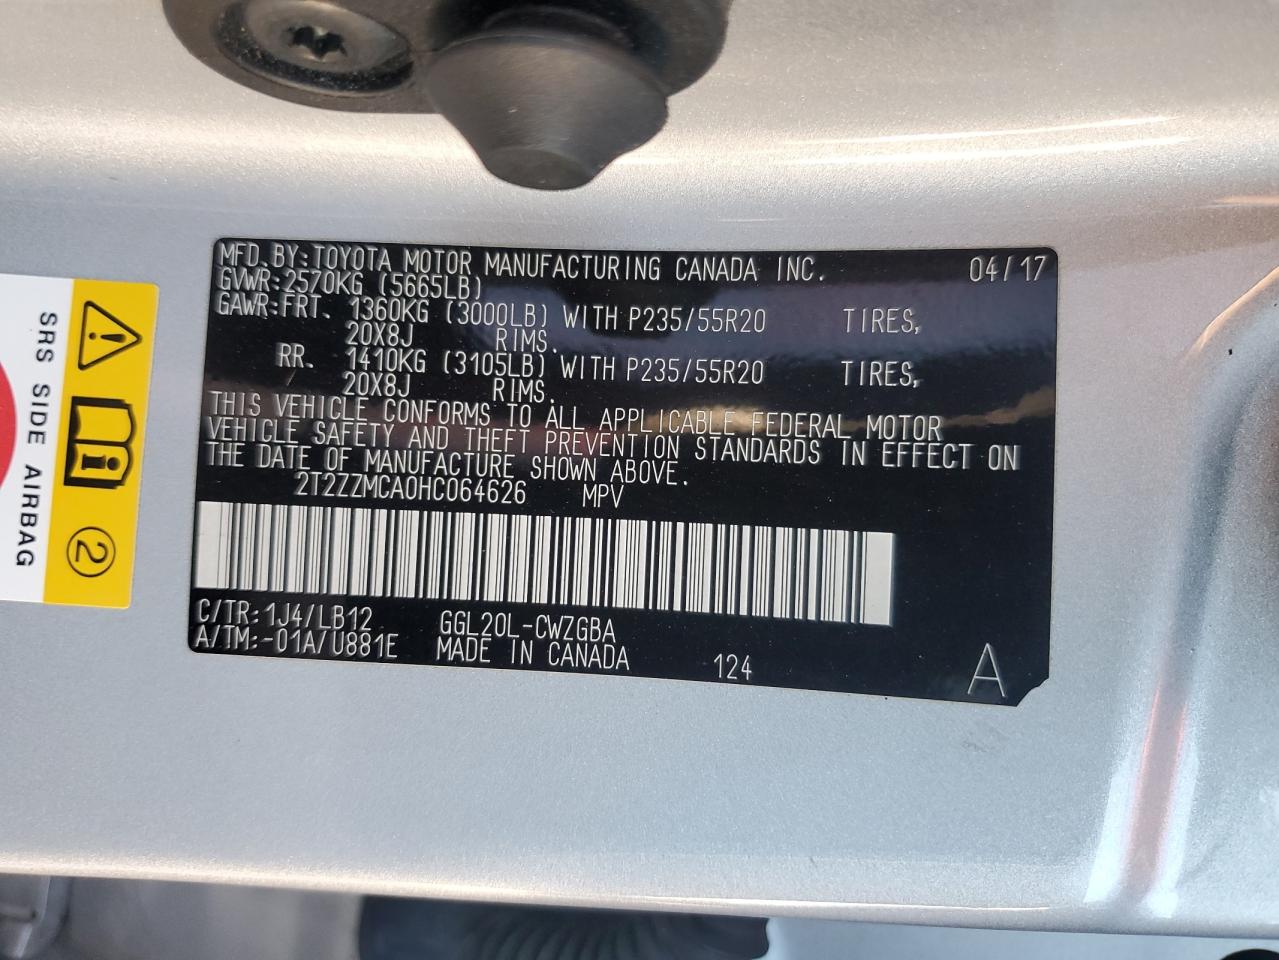 MFD.BY:TOYOTA MOTOR MANUFACTURING CANADA INC. 04/17
GVWR:2570KG (5665LB)
GAWR:FRT. 1360KG (3000LB) WITH P235/55R20 TIRES,
20X8J RIMS.
RR. 1410KG (3105LB) WITH P235/55R20 TIRES,
20X8J RIMS.
THIS VEHICLE CONFORMS TO ALL APPLICABLE FEDERAL MOTOR
VEHICLE SAFETY AND THEFT PREVENTION STANDARDS IN EFFECT ON
THE DATE OF MANUFACTURE SHOWN ABOVE.
2T2ZZMCA0HC064626 MPV
C/TR:1J4/LB12 GGL20L-CWZGBA
A/TM:-01A/U881E MADE IN CANADA 124 A
SRS SIDE AIRBAG
2